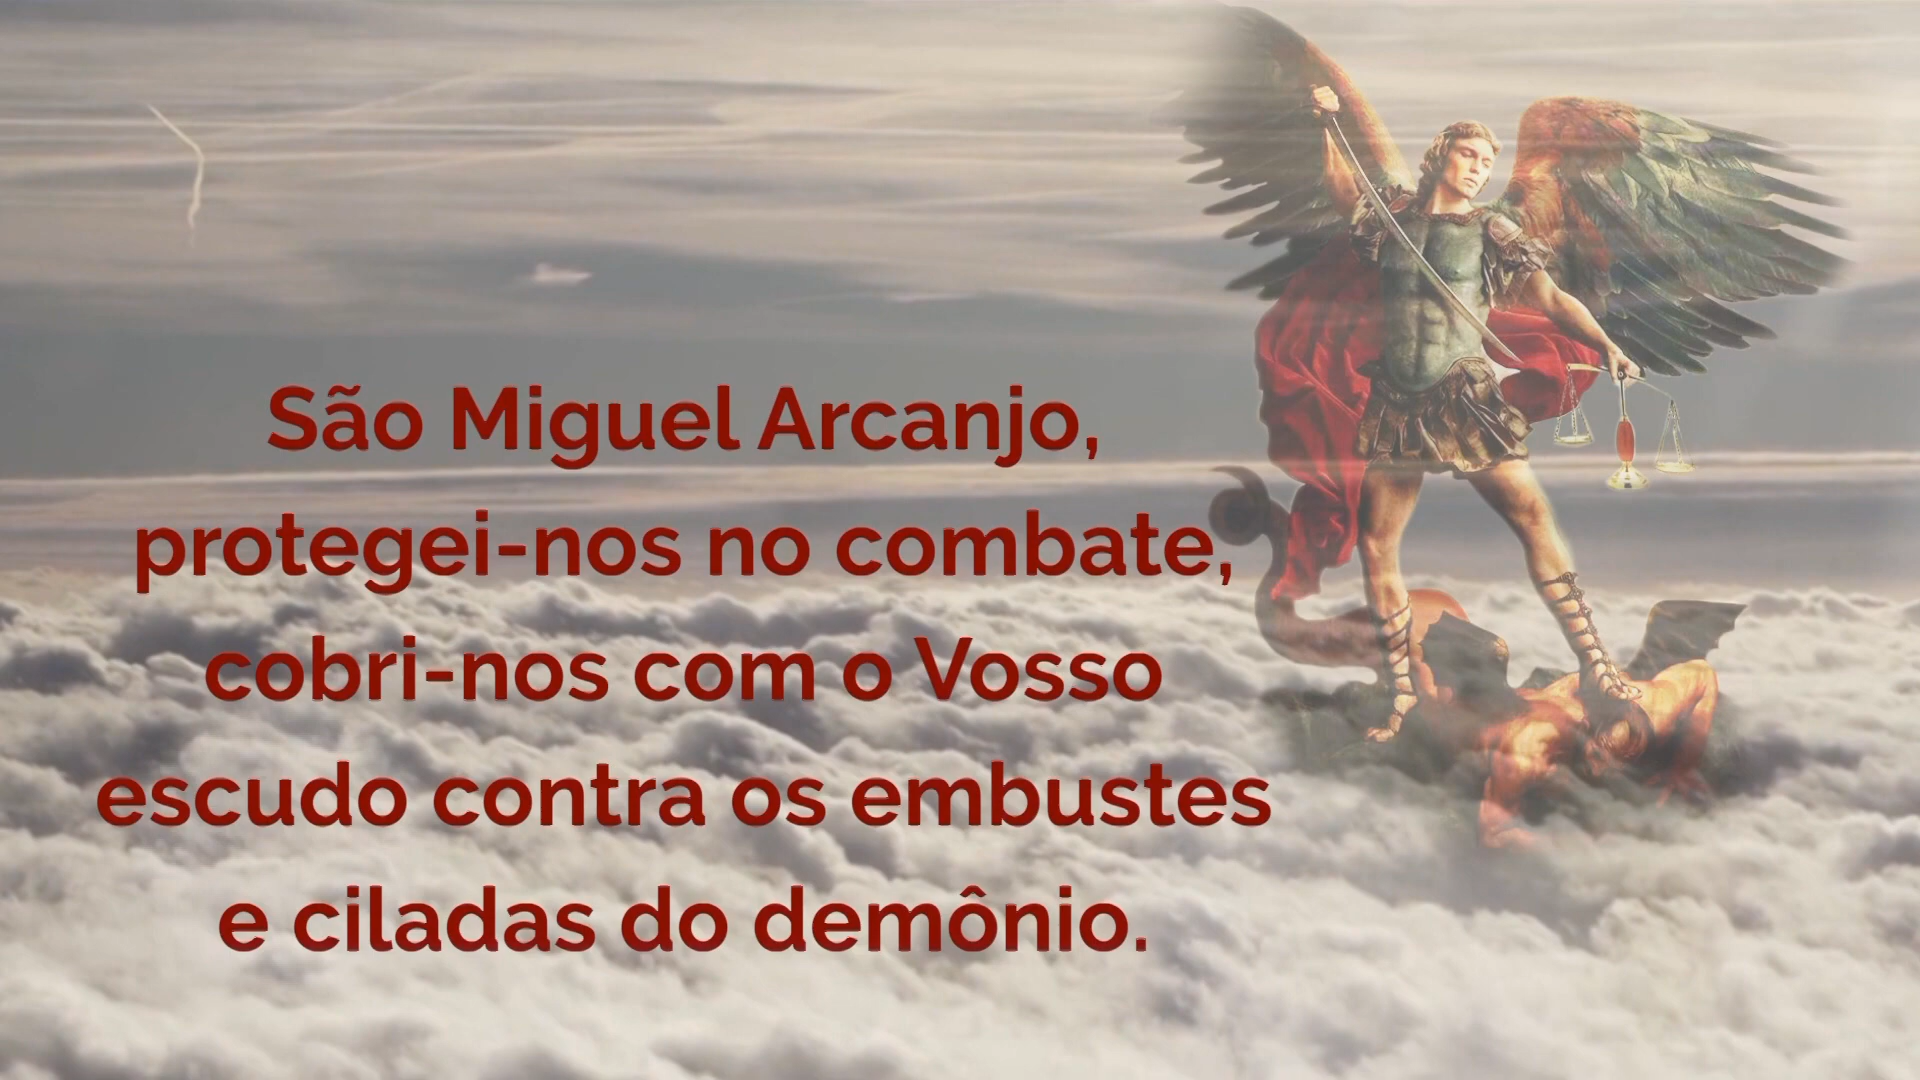 São Miguel Arcanjo,
protegei-nos no combate,
cobri-nos com o Vosso
escudo contra os embustes
e ciladas do demônio.